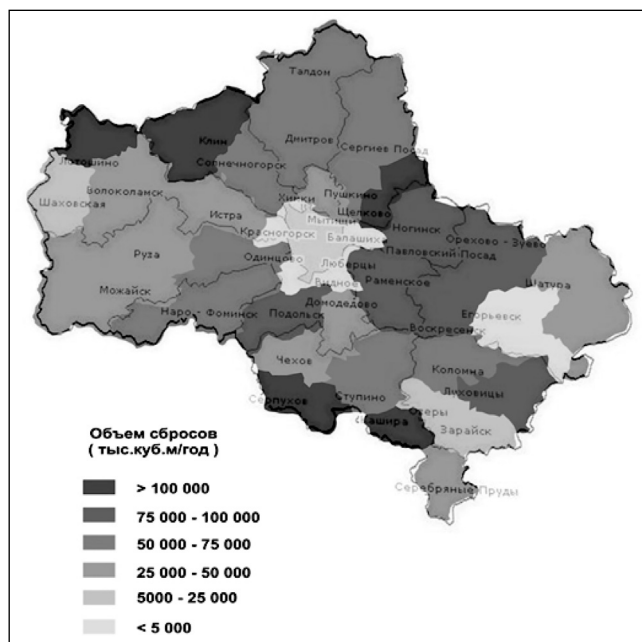 Талдом
Клин
Дмитров
Сергиев Посад
Лотошино
Солнечногорск
Волоколамск
Химки
Пушкино
Шаховская
Истра
Мытищи
Щелково
Ногинск
Красногорск
Балаших
Орехово - Зуево
Руза
Одинцово
Люберцы
Павловский Посад
Можайск
Видное
Раменское
Шатура
Наро - Фоминск
Подольск
Домодедово
Егорьевск
Воскресенск
Чехов
Коломна
Серпухов
Ступино
Луховицы
Озеры
Кашира
Зарайск
Серебряные Пруды
Объем сбросов
( тыс.куб.м/год )
> 100 000
75 000 - 100 000
50 000 - 75 000
25 000 - 50 000
5000 - 25 000
< 5 000